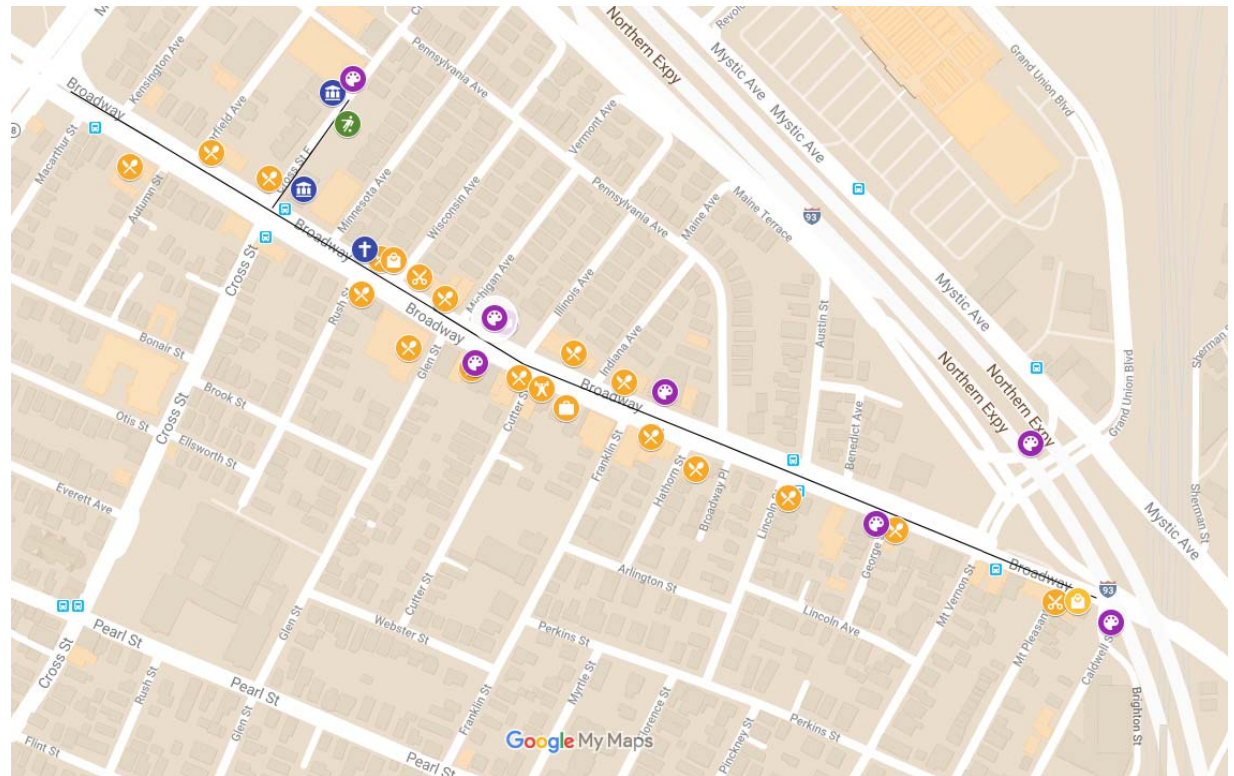 Broadway
Kensington Ave
Macarthur St
Autumn St
Cross St E
Minnesota Ave
Wisconsin Ave
Michigan Ave
Illinois Ave
Indiana Ave
Pennsylvania Ave
Vermont Ave
Pennsylvania Ave
Maine Ave
Maine Terrace
Northern Expy
Mystic Ave
Mystic Ave
Grand Union Blvd
93
Mystic Ave
Broadway
Cross St
Rush St
Broadway
Glen St
Cutter St
Broadway
Austin St
Benedict Ave
Northern Expy
Northern Expy
Grand Union Blvd
Sherman St
Mystic Ave
Bonair St
Brook St
Otis St
Ellsworth St
Everett Ave
Cross St
Franklin St
Hathorn St
Broadway Pl
Lincoln
George
Broadway
93
Arlington St
Lincoln Ave
Mt Vernon St
Mt Pleasant
Caldwell St
Brighton St
Cutter St
Glen St
Webster St
Perkins St
Pearl St
Cross St
Rush St
Pearl St
Glen St
Franklin St
Myrtle St
Perkins St
Pinckney St
Flint St
Pearl St
Google My Maps